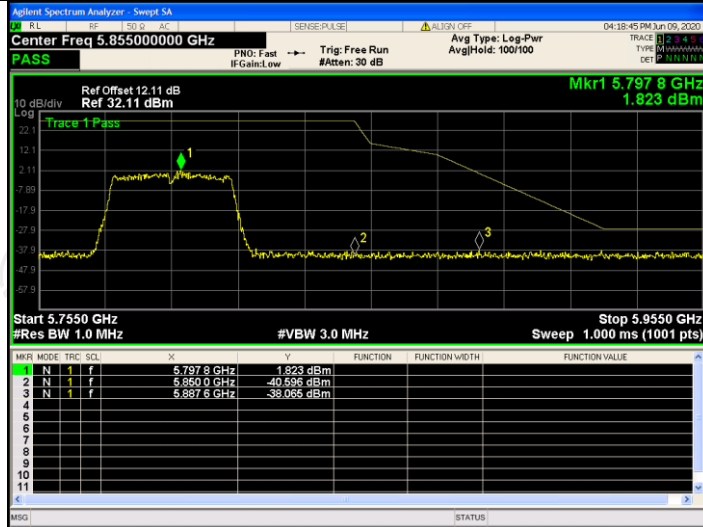 Agilent Spectrum Analyzer - Swept SA
RL RF 50 Ω AC SENSE:PULSE ALIGN OFF 04:18:45 PM Jun 09, 2020
Center Freq 5.855000000 GHz
PNO: Fast
IFGain:Low
Trig: Free Run
#Atten: 30 dB
Avg Type: Log-Pwr
Avg|Hold: 100/100
TRACE 1 2 3 4 5
TYPE M
DET P N N N N N
PASS
Mkr1 5.797 8 GHz
1.823 dBm
Ref Offset 12.11 dB
10 dB/div Ref 32.11 dBm
Log
Trace 1 Pass
22.1
12.1
2.11
-7.89
-17.9
-27.9
-37.9
-47.9
-57.9
1
2
3
Start 5.7550 GHz Stop 5.9550 GHz
#Res BW 1.0 MHz #VBW 3.0 MHz Sweep 1.000 ms (1001 pts)
MKR MODE TRC SCL X Y FUNCTION FUNCTION WIDTH FUNCTION VALUE
1 N 1 f 5.797 8 GHz 1.823 dBm
2 N 1 f 5.850 0 GHz -40.596 dBm
3 N 1 f 5.887 6 GHz -38.065 dBm
4
5
6
7
8
9
10
11
MSG STATUS